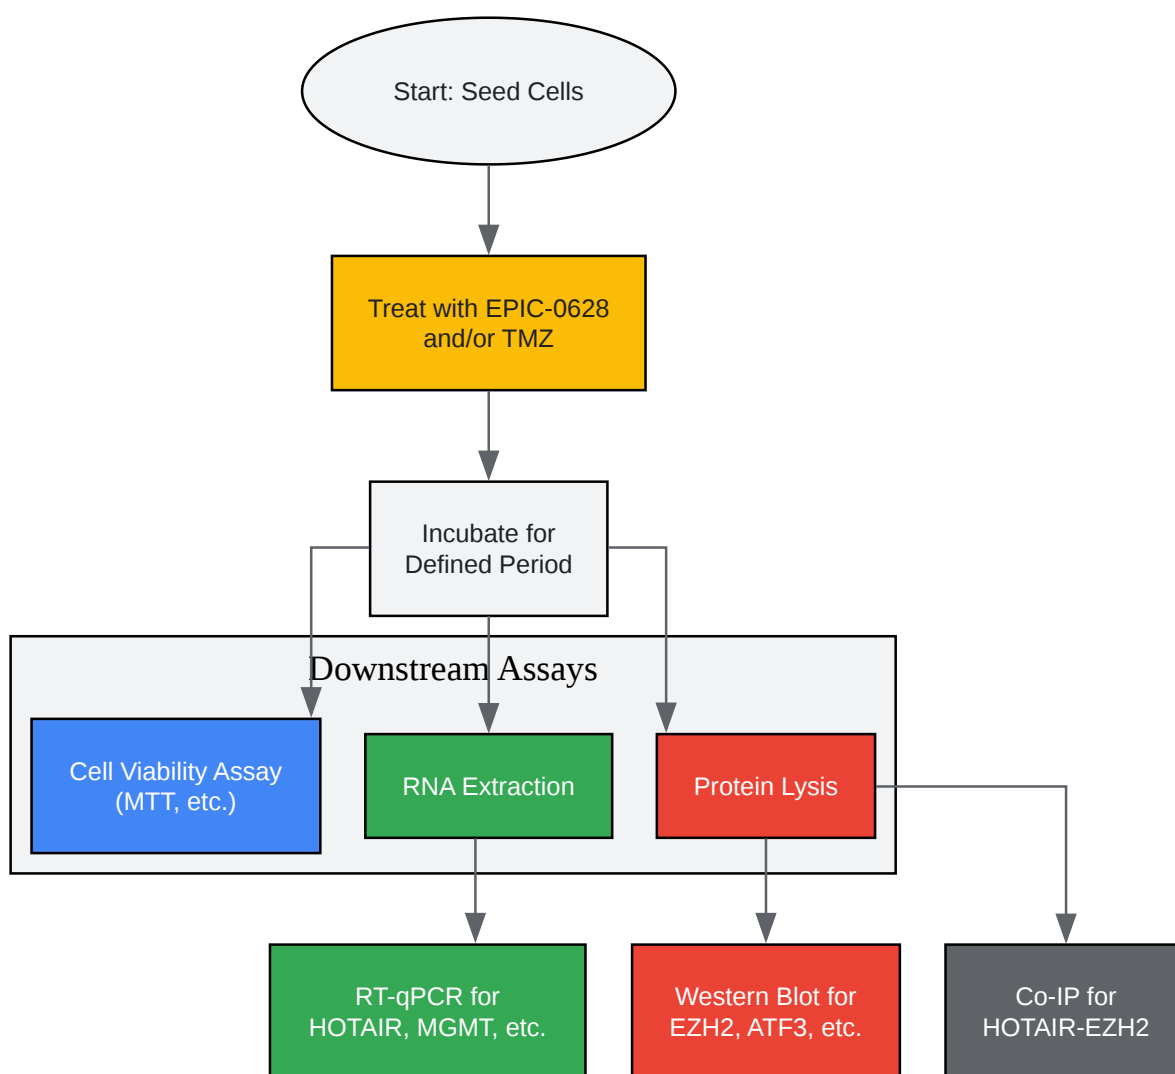 Start: Seed Cells
Treat with EPIC-0628
and/or TMZ
Incubate for
Defined Period
Downstream Assays
Cell Viability Assay
(MTT, etc.)
RNA Extraction
Protein Lysis
RT-qPCR for
HOTAIR, MGMT, etc.
Western Blot for
EZH2, ATF3, etc.
Co-IP for
HOTAIR-EZH2